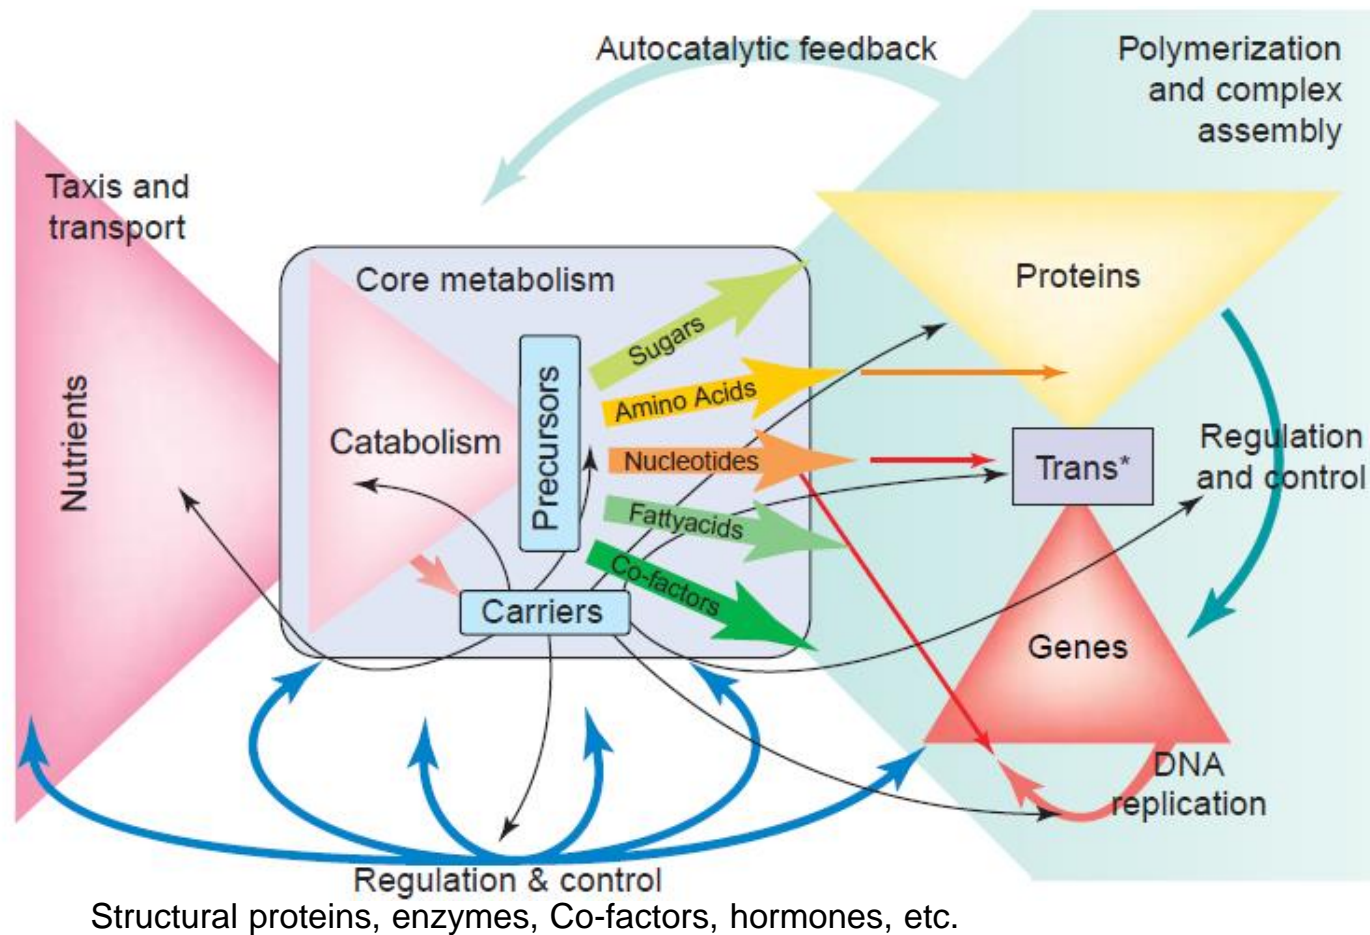 Autocatalytic feedback
Polymerization
and complex
assembly
Taxis and
transport
Core metabolism
Proteins
Sugars
Amino Acids
Nutrients
Catabolism
Precursors
Nucleotides
Trans*
Regulation
and control
Fattyacids
Co-factors
Carriers
Genes
DNA
replication
Regulation & control
Structural proteins, enzymes, Co-factors, hormones, etc.